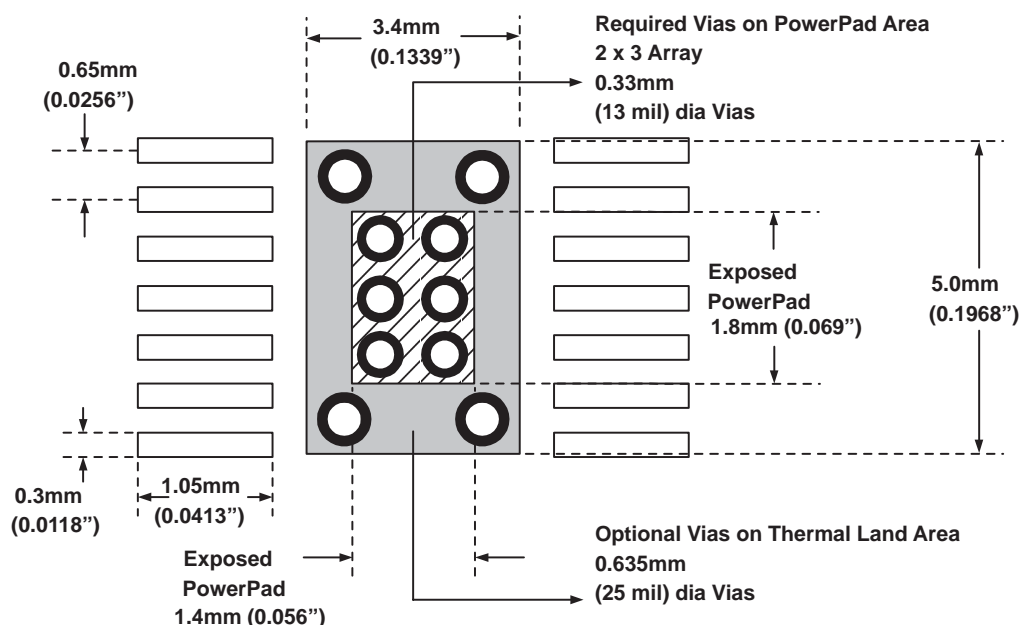 3.4mm
(0.1339”)
Required Vias on PowerPad Area
2 x 3 Array
0.33mm
(13 mil) dia Vias
0.65mm
(0.0256”)
Exposed
PowerPad
1.8mm (0.069”)
5.0mm
(0.1968”)
0.3mm
(0.0118”)
1.05mm
(0.0413”)
Exposed
PowerPad
1.4mm (0.056”)
Optional Vias on Thermal Land Area
0.635mm
(25 mil) dia Vias